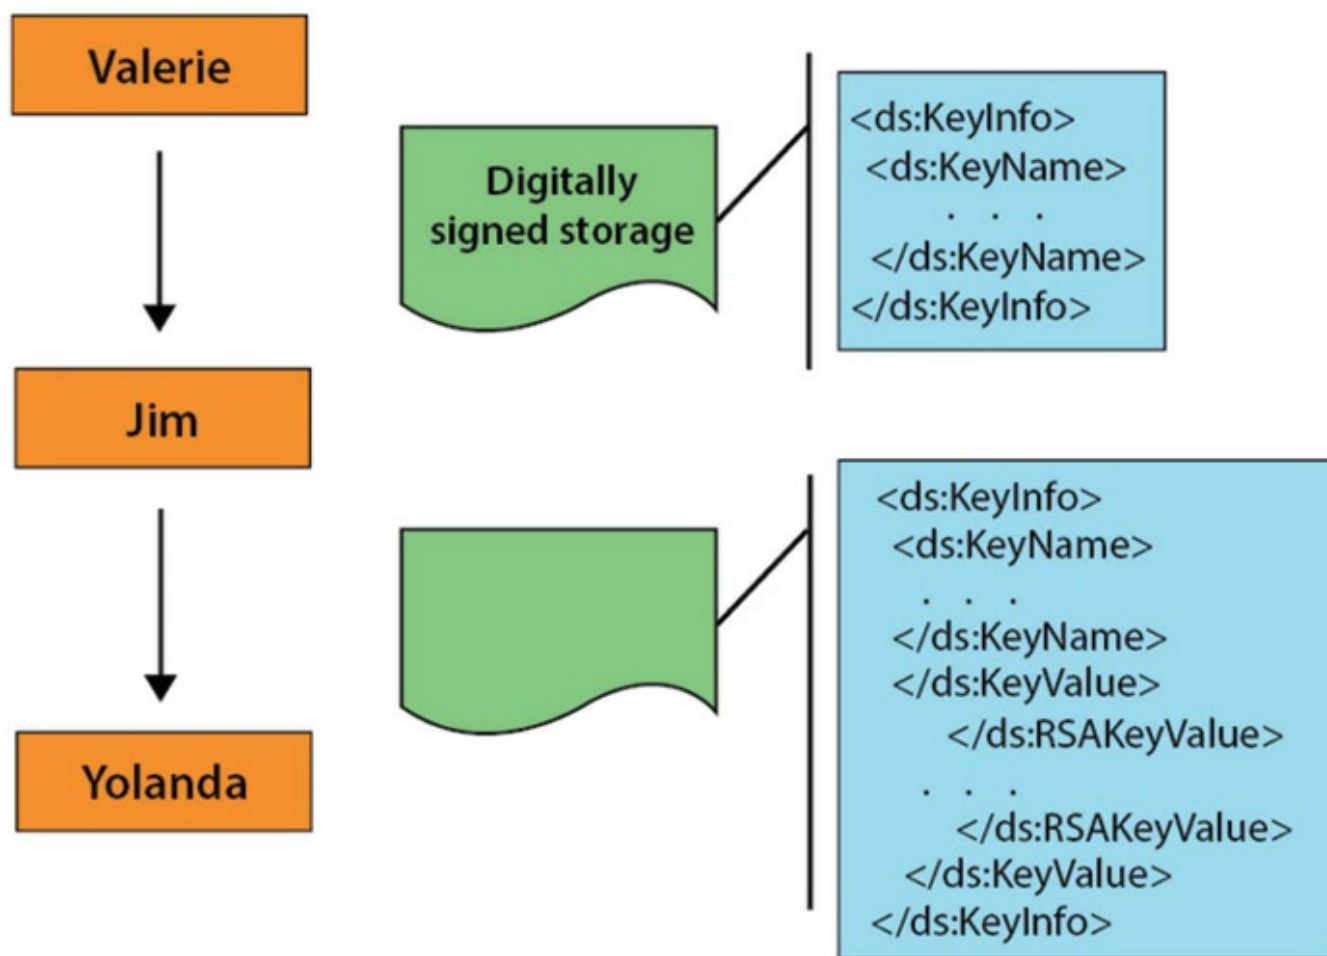 Valerie
Digitally
signed storage
<ds:KeyInfo>
<ds:KeyName>
. . .
</ds:KeyName>
</ds:KeyInfo>
Jim
<ds:KeyInfo>
<ds:KeyName>
. . .
</ds:KeyName>
</ds:KeyValue>
</ds:RSAKeyValue>
. . .
</ds:RSAKeyValue>
</ds:KeyValue>
</ds:KeyInfo>
Yolanda